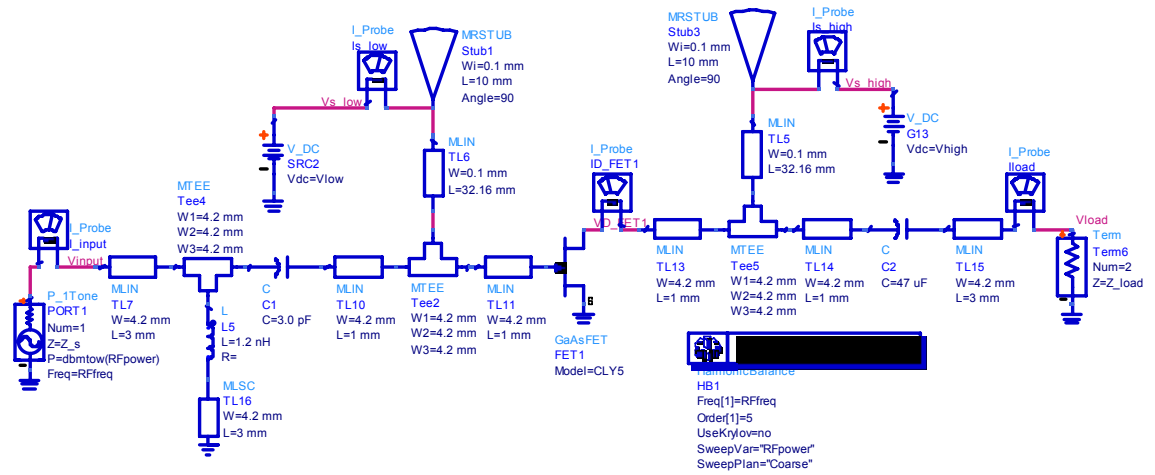 I_Probe
Is_low
MRSTUB
Stub1
Wi=0.1 mm
L=10 mm
Angle=90
Vs_low
V_DC
SRC2
Vdc=Vlow
MLIN
TL6
W=0.1 mm
L=32.16 mm
MRSTUB
Stub3
Wi=0.1 mm
L=10 mm
Angle=90
I_Probe
Is_high
Vs_high
V_DC
G13
Vdc=Vhigh
MLIN
TL5
W=0.1 mm
L=32.16 mm
I_Probe
ID_FET1
VD_FET1
I_Probe
Iload
Vload
Term
Term6
Num=2
Z=Z_load
I_Probe
I_input
Vinput
P_1Tone
PORT1
Num=1
Z=Z_s
P=dbmtow(RFpower)
Freq=RFfreq
MLIN
TL7
W=4.2 mm
L=3 mm
MTEE
Tee4
W1=4.2 mm
W2=4.2 mm
W3=4.2 mm
L
L5
L=1.2 nH
R=
MLSC
TL16
W=4.2 mm
L=3 mm
C
C1
C=3.0 pF
MLIN
TL10
W=4.2 mm
L=1 mm
MTEE
Tee2
W1=4.2 mm
W2=4.2 mm
W3=4.2 mm
MLIN
TL11
W=4.2 mm
L=1 mm
GaAsFET
FET1
Model=CLY5
MLIN
TL13
W=4.2 mm
L=1 mm
MTEE
Tee5
W1=4.2 mm
W2=4.2 mm
W3=4.2 mm
MLIN
TL14
W=4.2 mm
L=1 mm
C
C2
C=47 uF
MLIN
TL15
W=4.2 mm
L=3 mm
HarmonicBalance
HB1
Freq[1]=RFfreq
Order[1]=5
UseKrylov=no
SweepVar="RFpower"
SweepPlan="Coarse"